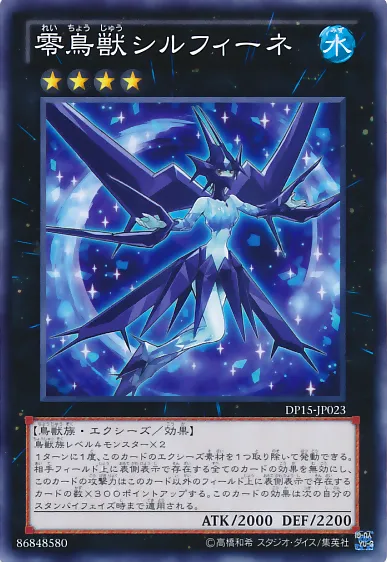 零鳥獣シルフィーネ
水
DP15-JP023
【鳥獣族・エクシーズ/効果】
鳥獣族レベル4モンスター×2
1ターンに1度、このカードのエクシーズ素材を1つ取り除いて発動できる。
相手フィールド上に表側表示で存在する全てのカードの効果を無効にし、
このカードの攻撃力はこのカード以外のフィールド上に表側表示で存在する
カードの数×300ポイントアップする。このカードの効果は次の自分の
スタンバイフェイズ時まで適用される。
ATK/2000 DEF/2200
86848580
©高橋和希 スタジオ・ダイス/集英社